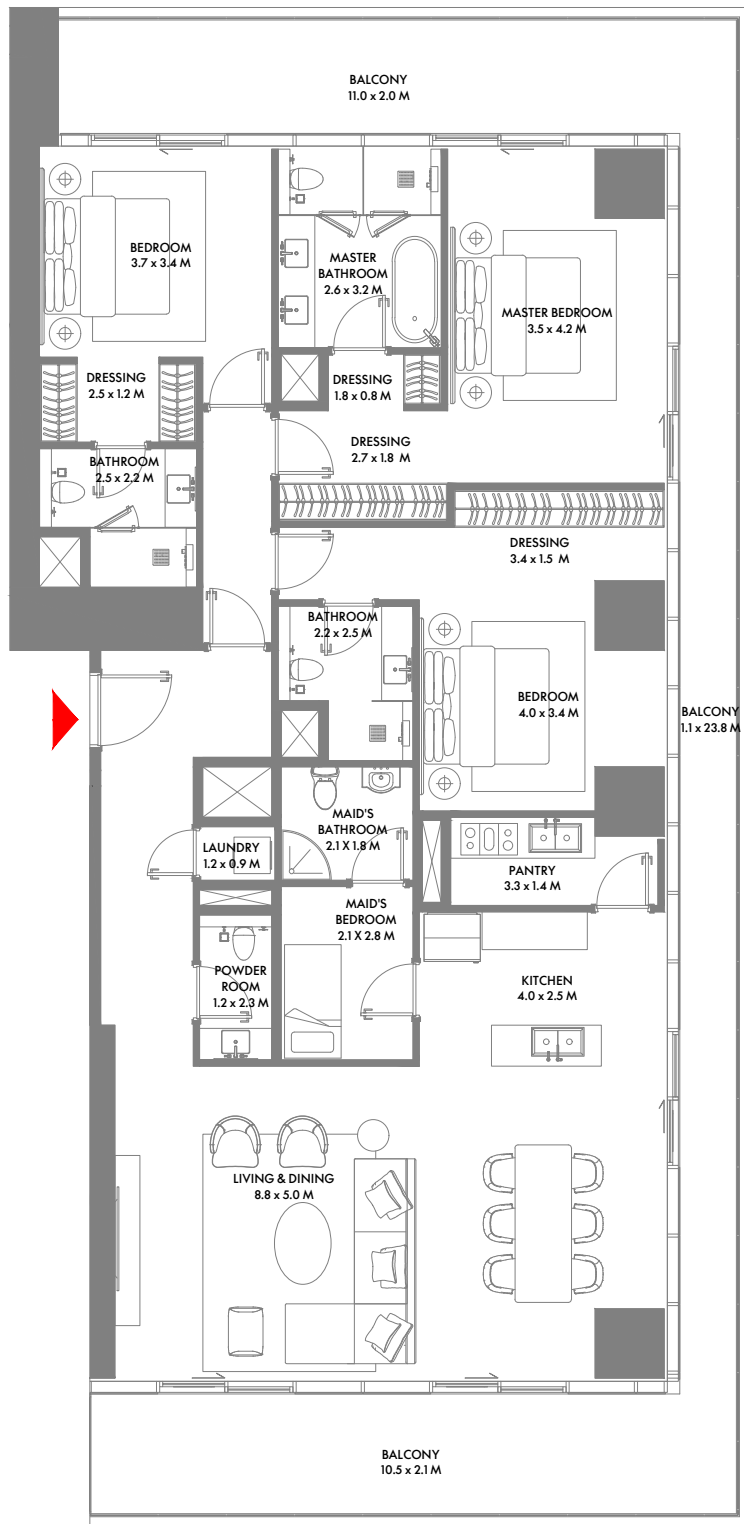 BALCONY
11.0 x 2.0 M
BEDROOM
3.7 x 3.4 M
MASTER
BATHROOM
2.6 x 3.2 M
MASTER BEDROOM
3.5 x 4.2 M
DRESSING
2.5 x 1.2 M
DRESSING
1.8 x 0.8 M
DRESSING
2.7 x 1.8 M
BATHROOM
2.5 x 2.2 M
DRESSING
3.4 x 1.5 M
BATHROOM
2.2 x 2.5 M
BEDROOM
4.0 x 3.4 M
BALCONY
1.1 x 23.8 M
MAID'S
BATHROOM
2.1 X 1.8 M
LAUNDRY
1.2 x 0.9 M
PANTRY
3.3 x 1.4 M
MAID'S
BEDROOM
2.1 X 2.8 M
POWDER
ROOM
1.2 x 2.3 M
KITCHEN
4.0 x 2.5 M
LIVING & DINING
8.8 x 5.0 M
BALCONY
10.5 x 2.1 M